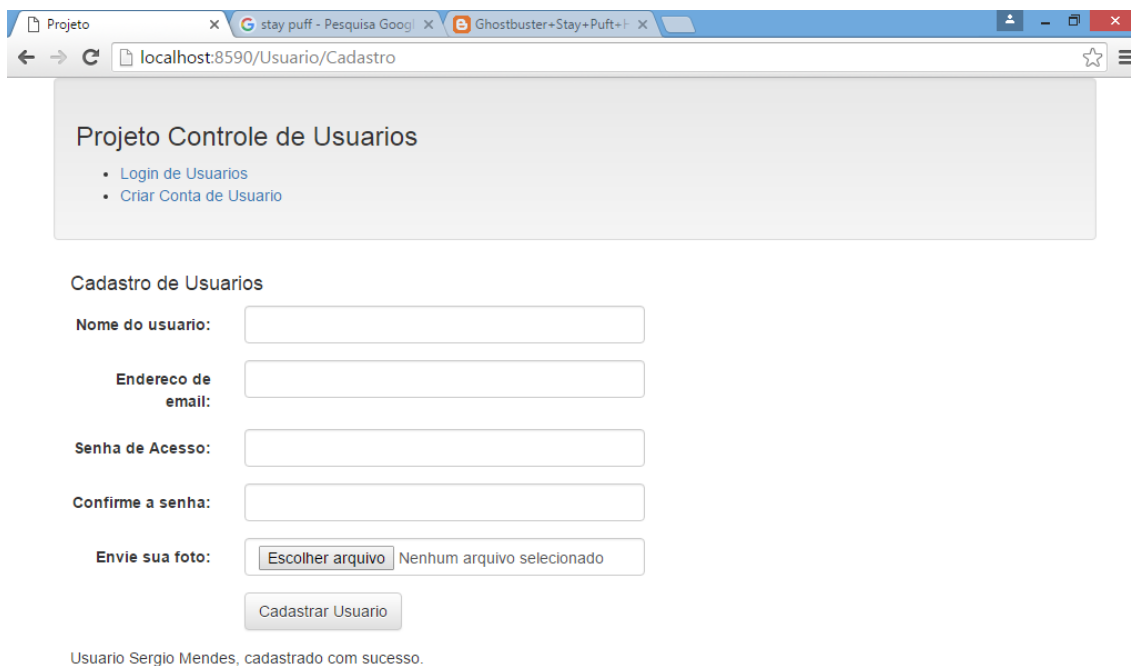 Projeto
stay puff - Pesquisa Googl
Ghostbuster+Stay+Puft+H
localhost:8590/Usuario/Cadastro
Projeto Controle de Usuarios
Login de Usuarios
Criar Conta de Usuario
Cadastro de Usuarios
Nome do usuario:
Endereco de
email:
Senha de Acesso:
Confirme a senha:
Envie sua foto:
Escolher arquivo Nenhum arquivo selecionado
Cadastrar Usuario
Usuario Sergio Mendes, cadastrado com sucesso.